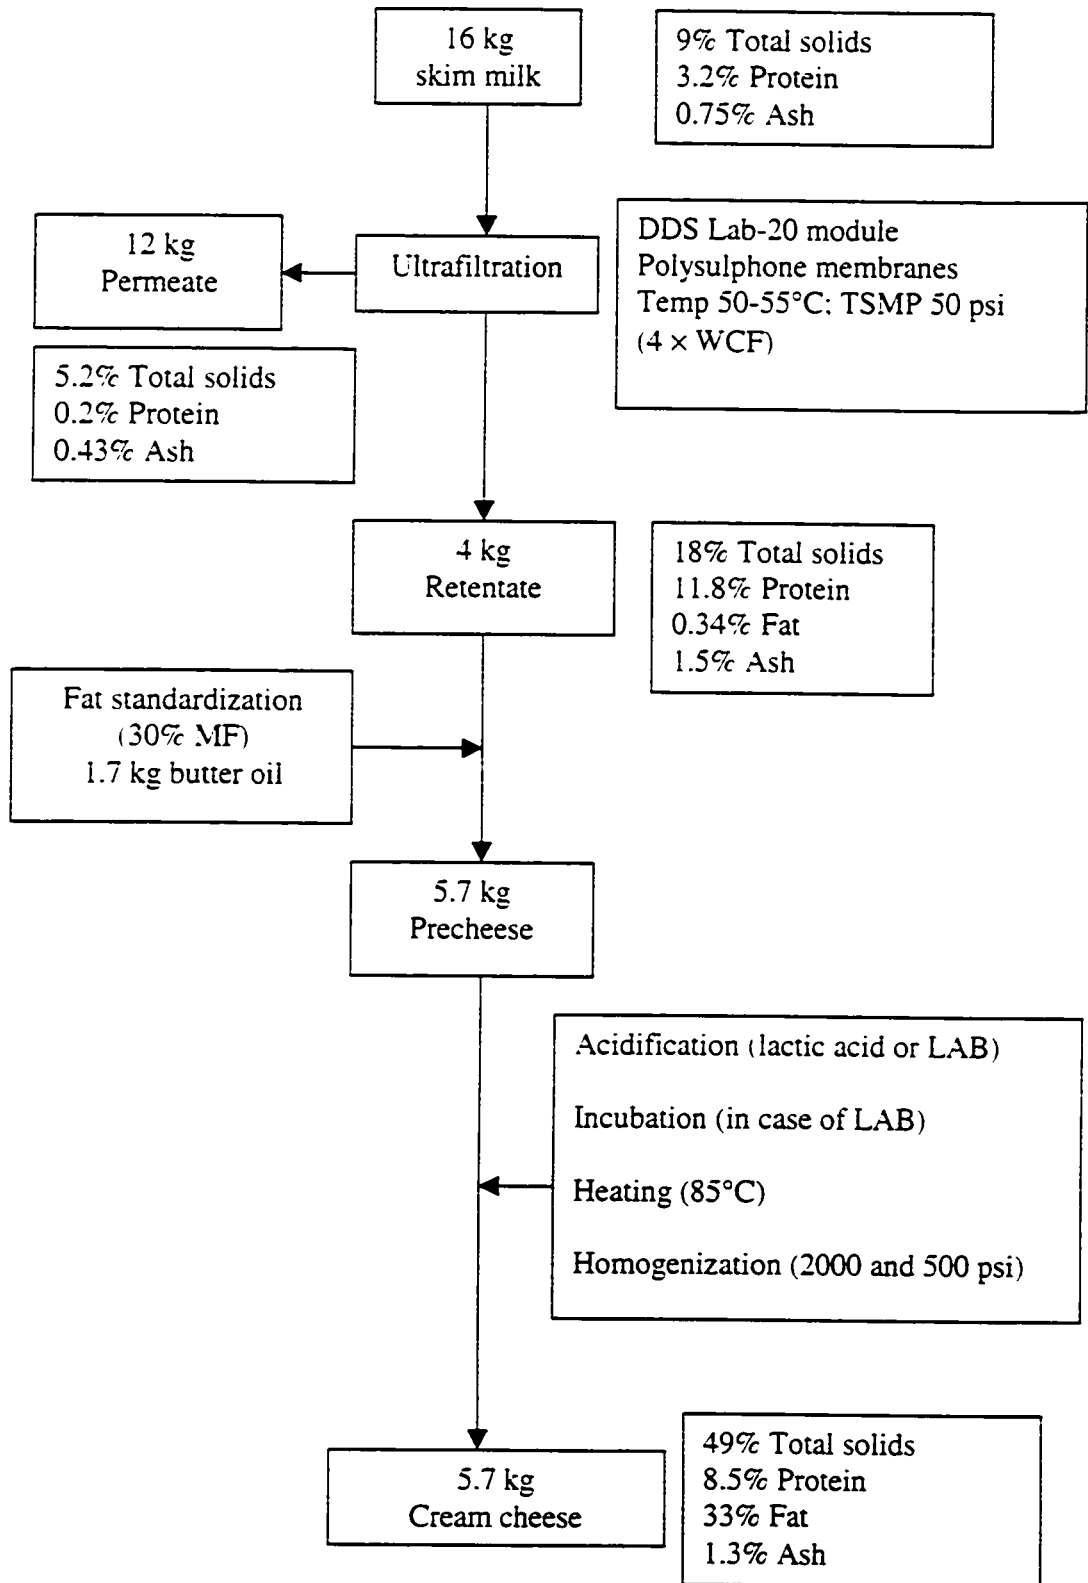 16 kg
skim milk
9% Total solids
3.2% Protein
0.75% Ash
12 kg
Permeate
Ultrafiltration
DDS Lab-20 module
Polysulphone membranes
Temp 50-55°C: TSMP 50 psi
(4 × WCF)
5.2% Total solids
0.2% Protein
0.43% Ash
4 kg
Retentate
18% Total solids
11.8% Protein
0.34% Fat
1.5% Ash
Fat standardization
(30% MF)
1.7 kg butter oil
5.7 kg
Precheese
Acidification (lactic acid or LAB)
Incubation (in case of LAB)
Heating (85°C)
Homogenization (2000 and 500 psi)
5.7 kg
Cream cheese
49% Total solids
8.5% Protein
33% Fat
1.3% Ash